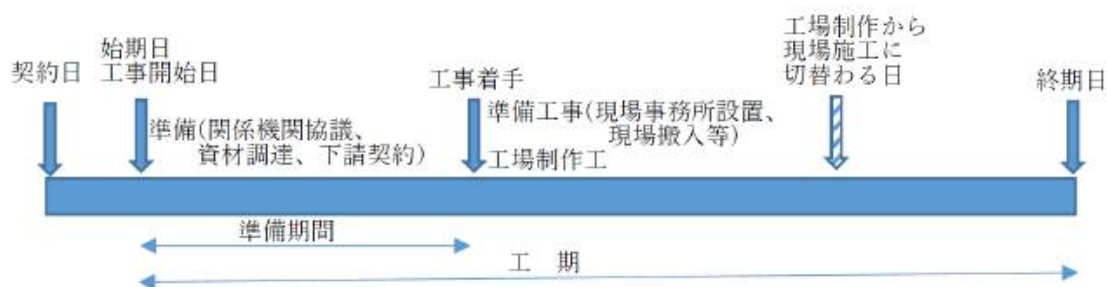 契約日
始期日
工事開始日
準備(関係機関協議、
資材調達、下請契約)
工事着手
準備工事(現場事務所設置、
現場搬入等)
工場制作工
工場制作から
現場施工に
切替わる日
終期日
準備期間
工 期